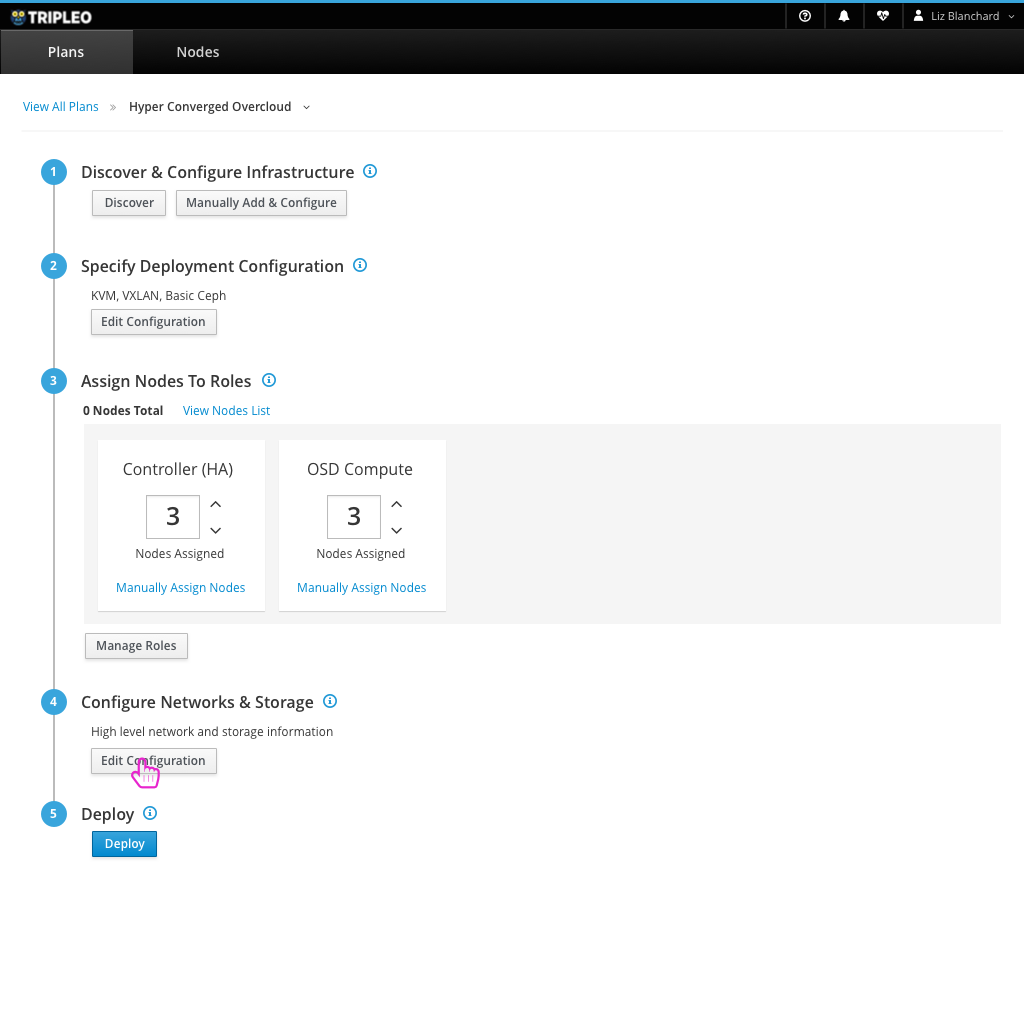 TRIPLEO
Liz Blanchard
Plans Nodes
View All Plans » Hyper Converged Overcloud
1 Discover & Configure Infrastructure
Discover Manually Add & Configure
2 Specify Deployment Configuration
KVM, VXLAN, Basic Ceph
Edit Configuration
3 Assign Nodes To Roles
0 Nodes Total View Nodes List
Controller (HA) OSD Compute
3 3
Nodes Assigned Nodes Assigned
Manually Assign Nodes Manually Assign Nodes
Manage Roles
4 Configure Networks & Storage
High level network and storage information
Edit Configuration
5 Deploy
Deploy